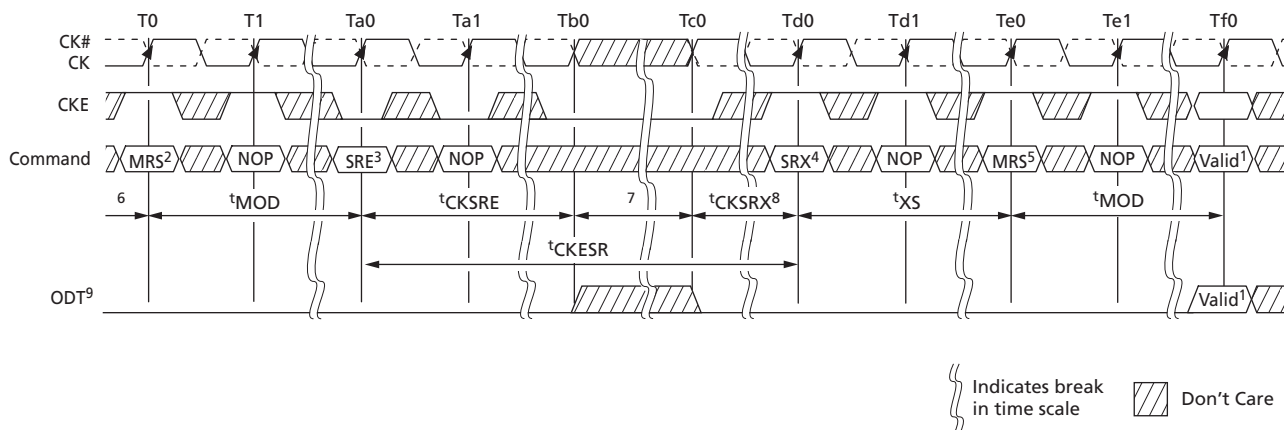 T0 T1 Ta0 Ta1 Tb0 Tc0 Td0 Td1 Te0 Te1 Tf0
CK#
CK
CKE
Command MRS2 NOP SRE3 NOP SRX4 NOP MRS5 NOP Valid1
6 tMOD tCKSRE 7 tCKSRX8 tXS tMOD
tCKESR
ODT9 Valid1
Indicates break
in time scale
Don't Care